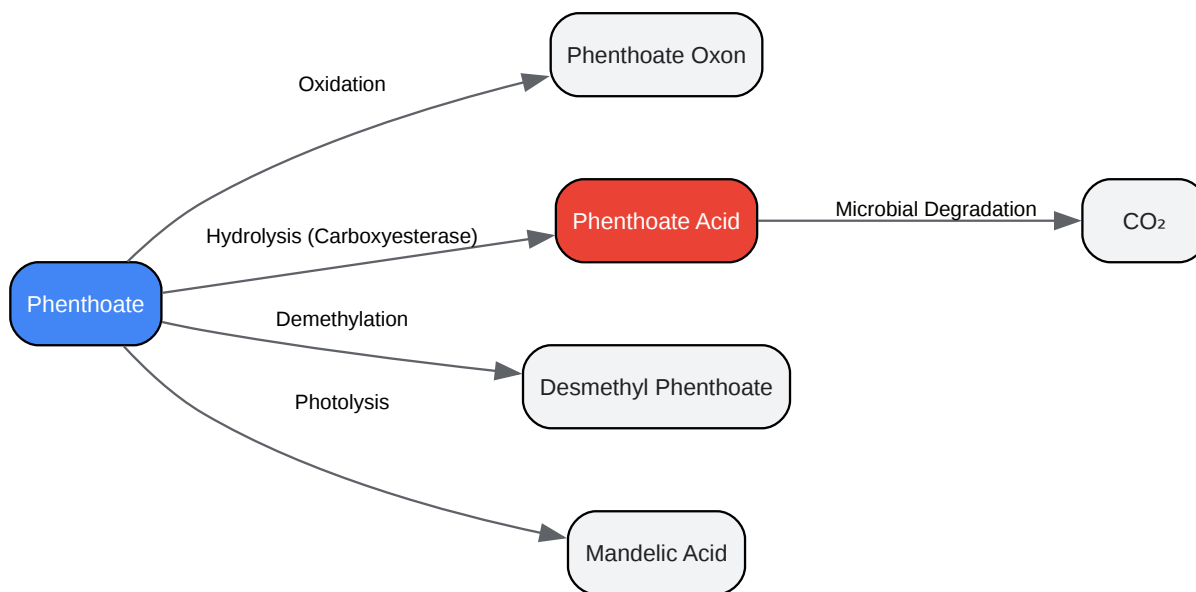 Phenthoate Oxon
Oxidation
Phenthoate Acid
Microbial Degradation
CO₂
Hydrolysis (Carboxyesterase)
Phenthoate
Demethylation
Desmethyl Phenthoate
Photolysis
Mandelic Acid